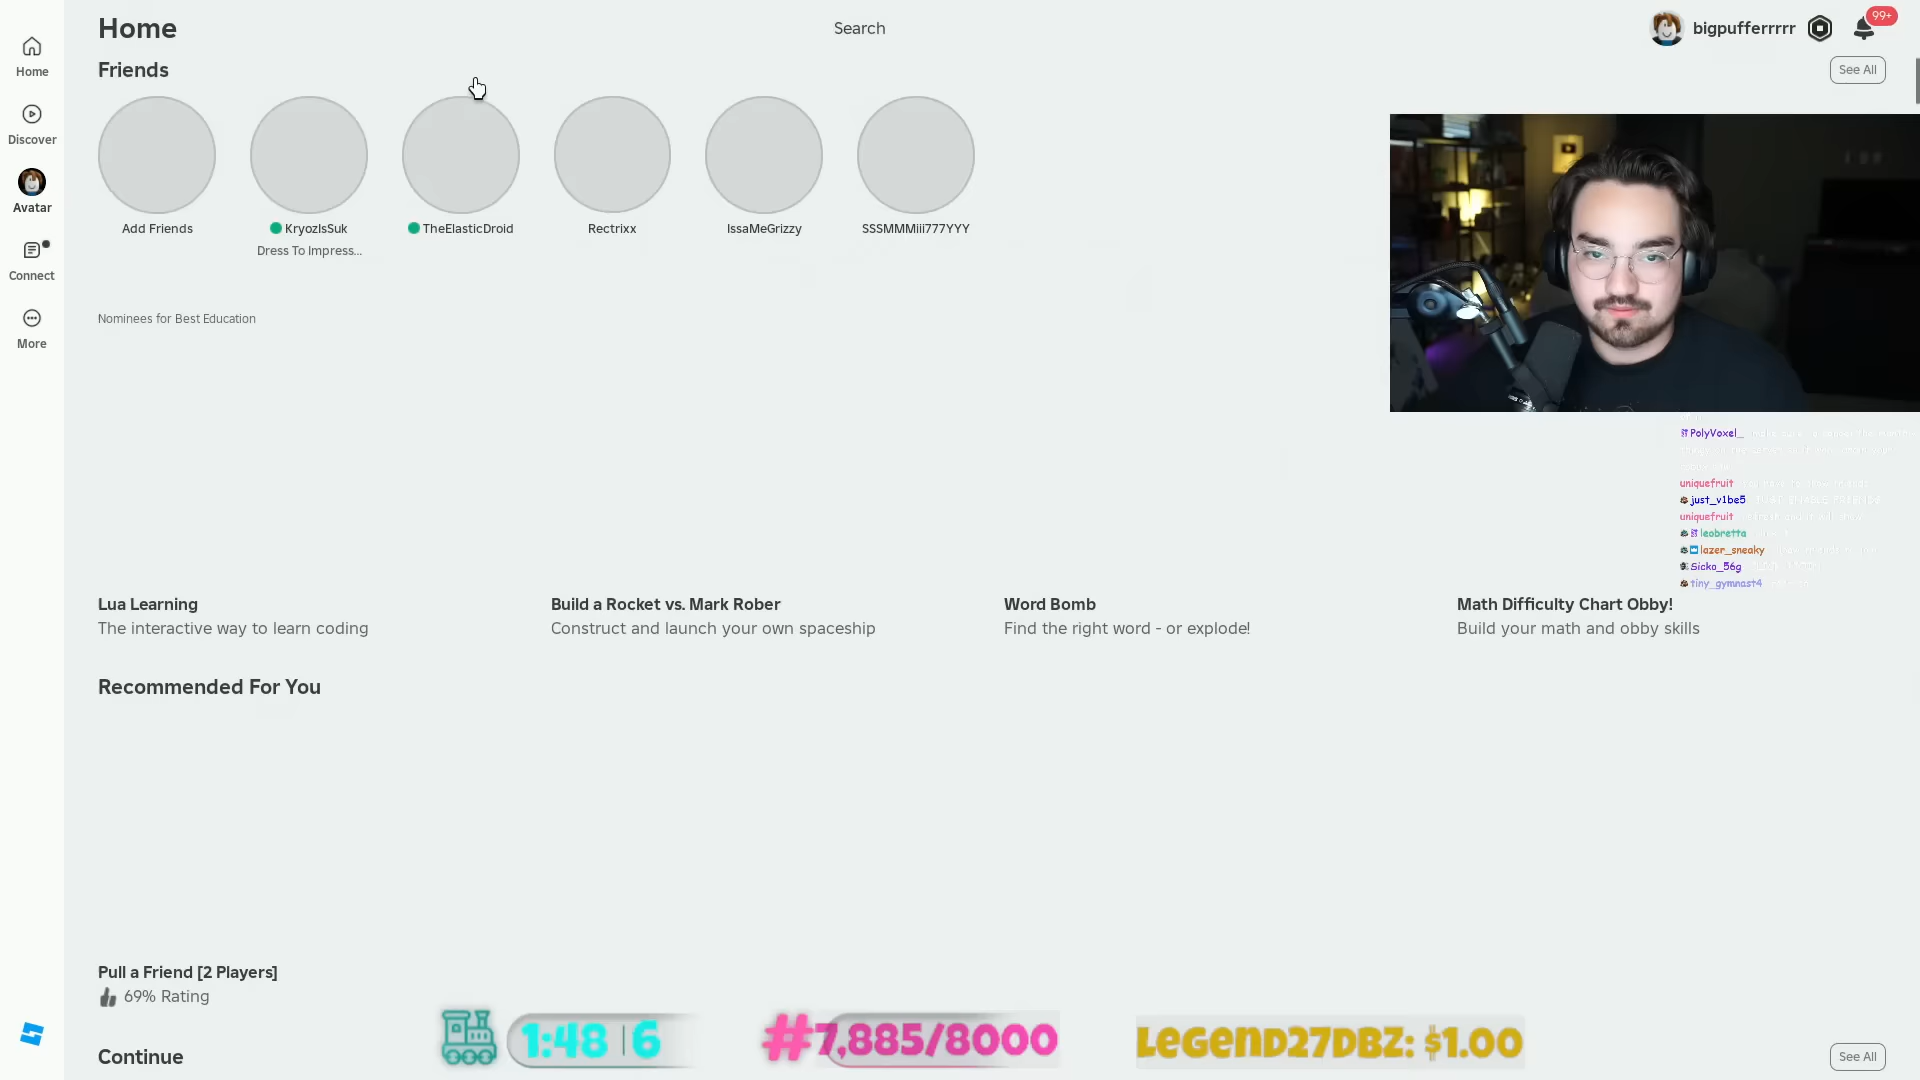 Home
Search
bigpufferrrrr
99+
Home
Discover
Avatar
Connect
More
Friends
See All
Add Friends
KryozIsSuk
Dress To Impress...
TheElasticDroid
Rectrixx
IssaMeGrizzy
SSSMMMiii777YYY
Nominees for Best Education
PolyVoxel_
uniquefruit
just_v1be5
uniquefruit
leobretta
lazer_sneaky
Sicko_56g
tiny_gymnast4
Lua Learning
The interactive way to learn coding
Build a Rocket vs. Mark Rober
Construct and launch your own spaceship
Word Bomb
Find the right word - or explode!
Math Difficulty Chart Obby!
Build your math and obby skills
Recommended For You
Pull a Friend [2 Players]
69% Rating
Continue
See All
1:48 | 6
#7,885/8000
LEGEND27DBZ: $1.00